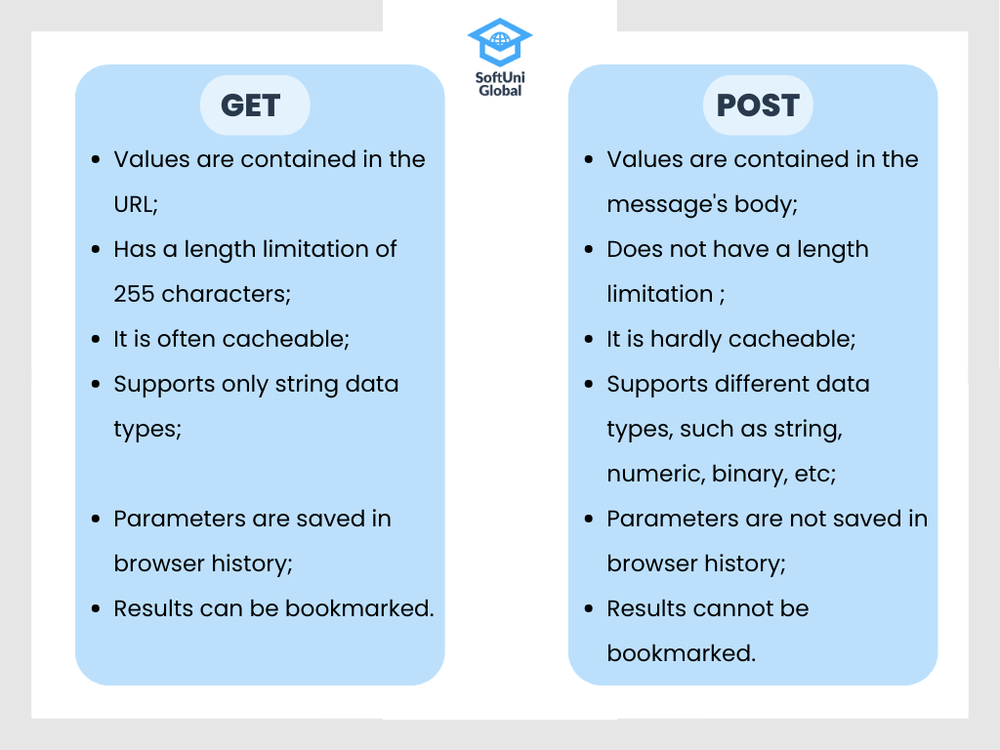 SoftUni
Global
GET
• Values are contained in the
URL;
• Has a length limitation of
255 characters;
• It is often cacheable;
• Supports only string data
types;
• Parameters are saved in
browser history;
• Results can be bookmarked.
POST
• Values are contained in the
message's body;
• Does not have a length
limitation ;
• It is hardly cacheable;
• Supports different data
types, such as string,
numeric, binary, etc;
• Parameters are not saved in
browser history;
• Results cannot be
bookmarked.